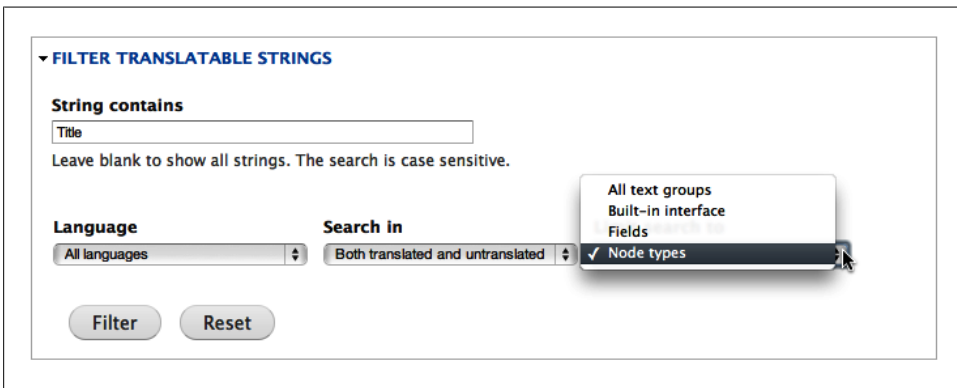 FILTER TRANSLATABLE STRINGS
String contains
Title
Leave blank to show all strings. The search is case sensitive.
Language
Search in
All languages
Both translated and untranslated
All text groups
Built-in interface
Fields
✓ Node types
Filter
Reset